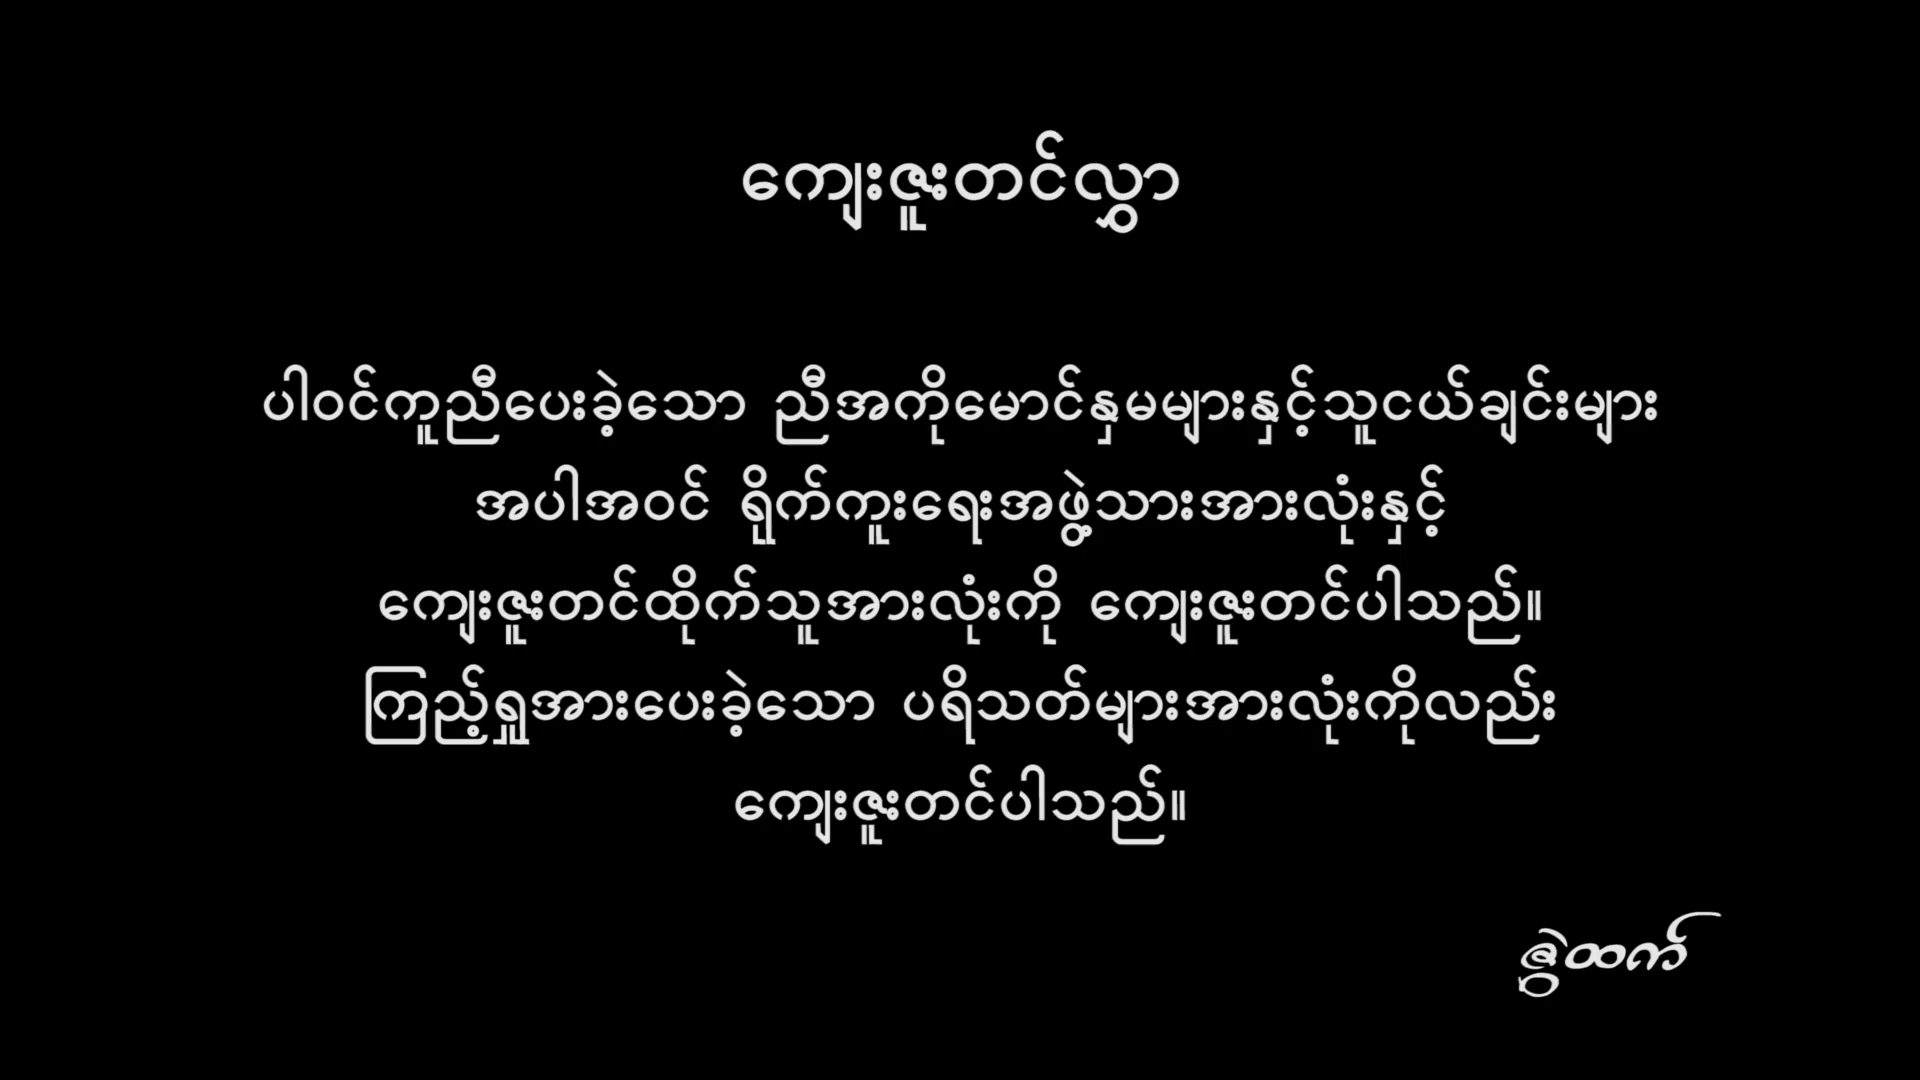 ကျေးဇူးတင်လွှာ
ပါဝင်ကူညီပေးခဲ့သော ညီအကိုမောင်နှမများနှင့်သူငယ်ချင်းများ
အပါအဝင် ရိုက်ကူးရေးအဖွဲ့သားအားလုံးနှင့်
ကျေးဇူးတင်ထိုက်သူအားလုံးကို ကျေးဇူးတင်ပါသည်။
ကြည့်ရှုအားပေးခဲ့သော ပရိသတ်များအားလုံးကိုလည်း
ကျေးဇူးတင်ပါသည်။
ဇွဲထက်